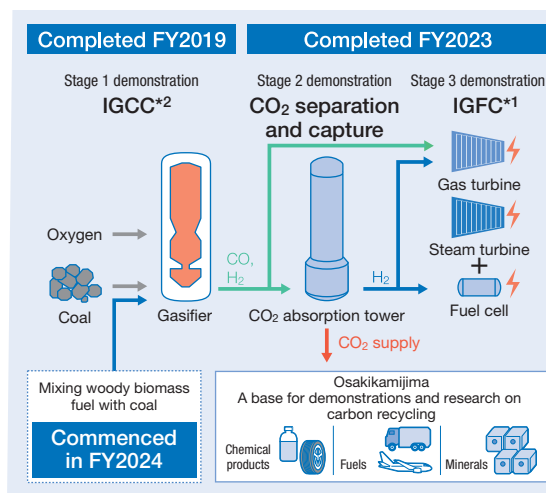 Completed FY2019
Completed FY2023
Stage 1 demonstration
IGCC*2
Stage 2 demonstration
CO2 separation
and capture
Stage 3 demonstration
IGFC*1
Gas turbine
Oxygen
Steam turbine
+
CO,
H2
H2
Coal
Gasifier
CO2 absorption tower
Fuel cell
CO2 supply
Mixing woody biomass
fuel with coal
Commenced
in FY2024
Osakikamijima
A base for demonstrations and research on
carbon recycling
Chemical
products
Fuels
Minerals